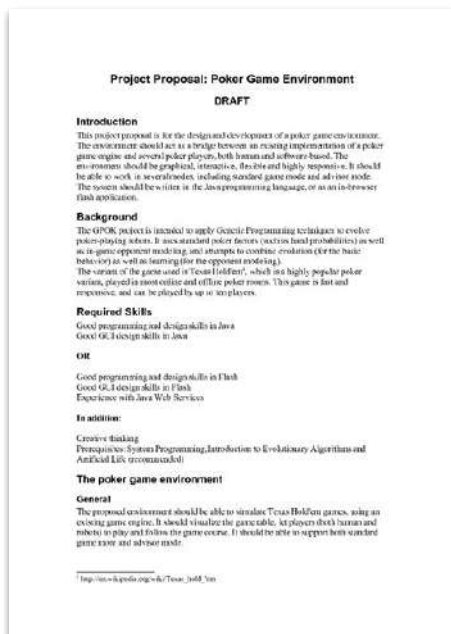 Project Proposal: Poker Game Environment
DRAFT
Introduction
This project proposal is for the design and development of a poker game environment.
The environment should act as a bridge between an existing implementation of a poker
game engine and several poker players, both human and software-based. The
environment should be graphical, interactive, flexible and highly responsive. It should
be able to work in several modes, including standard game mode and advisor mode.
The system should be written in the Java programming language, or as an in-browser
flash application.
Background
The GPOK project is intended to apply Genetic Programming techniques to evolve
poker-playing robots. It uses standard poker factors (such as hand probabilities) as well
as in-game opponent modeling, and attempts to combine evolution (for the basic
behavior) as well as learning (for the opponent modeling).
The variant of the game used is Texas Hold'em¹, which is a highly popular poker
variant, played in most online and offline poker rooms. This game is fast and
responsive, and can be played by up to ten players.
Required Skills
Good programming and design skills in Java
Good GUI design skills in Java
OR
Good programming and design skills in Flash
Good GUI design skills in Flash
Experience with Java Web Services
In addition:
Creative thinking
Prerequisites: System Programming, Introduction to Evolutionary Algorithms and
Artificial Life (recommended)
The poker game environment
General
The proposed environment should be able to simulate Texas Hold'em games, using an
existing game engine. It should visualize the game table, let players (both human and
robots) to play and follow the game course. It should be able to support both standard
game more and advisor mode.
¹ http://en.wikipedia.org/wiki/Texas_hold_'em